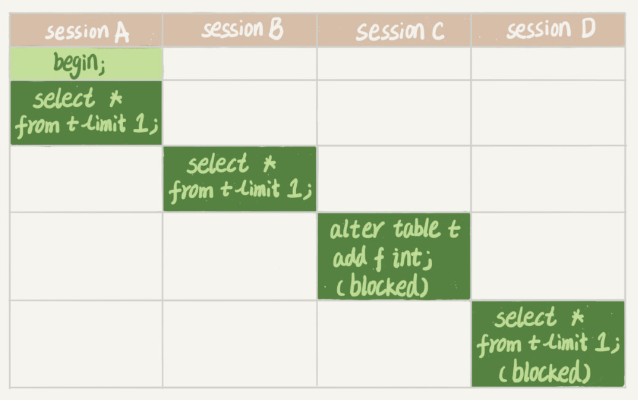 session A
session B
session C
session D
begin;
select *
from t limit 1;
select *
from t limit 1;
alter table t
add f int;
(blocked)
select *
from t limit 1;
(blocked)